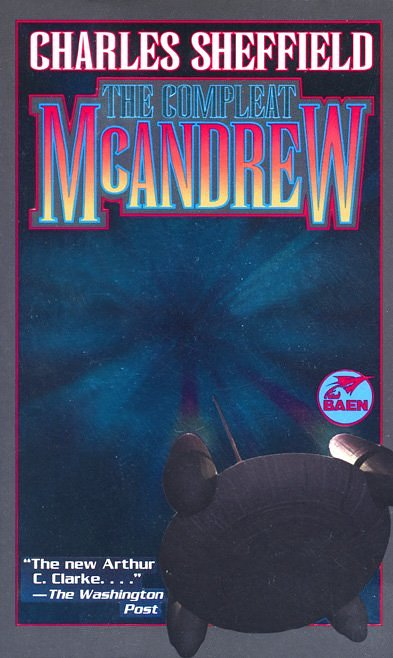 CHARLES SHEFFIELD
THE COMPLEAT
McANDREW
BAEN
"The new Arthur
C. Clarke. . . ."
—The Washington
Post